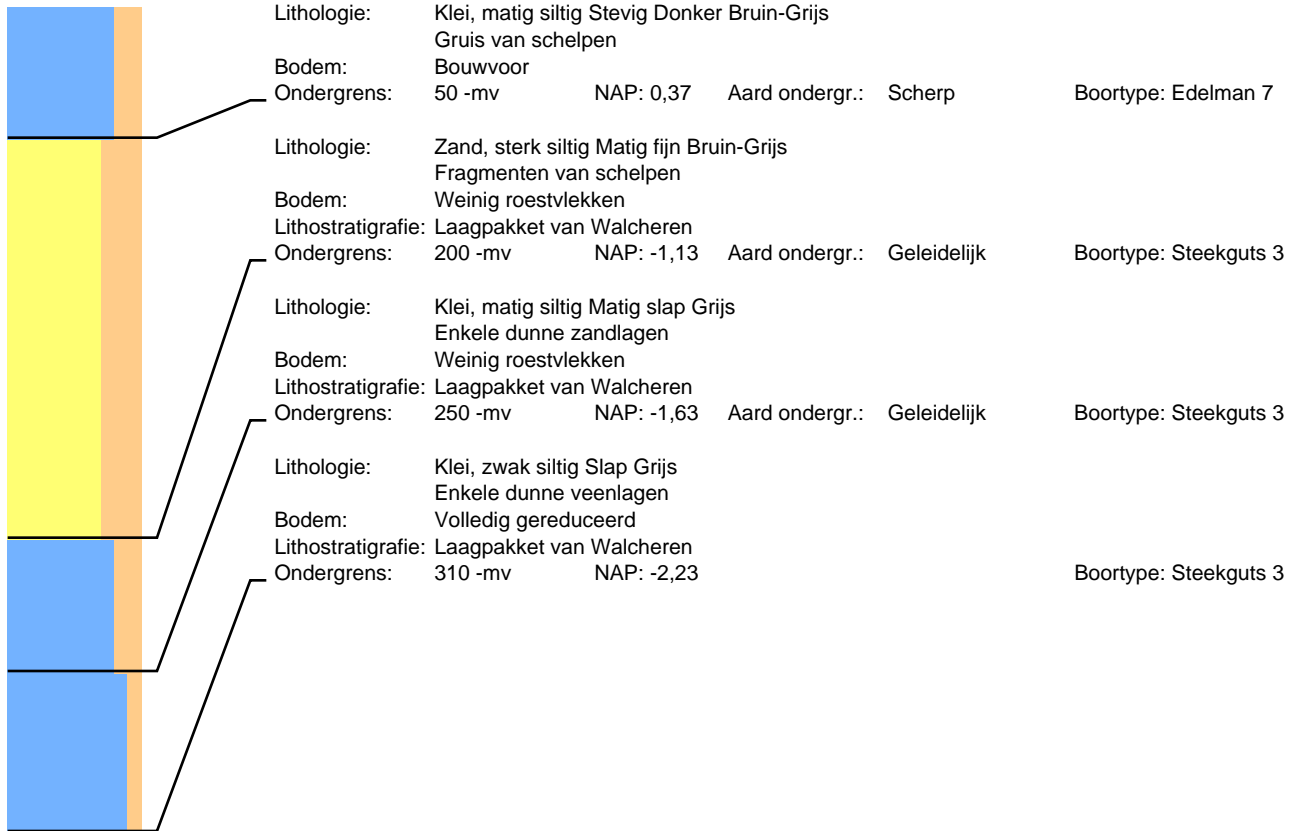 Lithologie: Klei, matig siltig Stevig Donker Bruin-Grijs
Gruis van schelpen
Bodem: Bouwvoor
Ondergrens: 50 -mv NAP: 0,37 Aard ondergr.: Scherp Boortype: Edelman 7
Lithologie: Zand, sterk siltig Matig fijn Bruin-Grijs
Fragmenten van schelpen
Bodem: Weinig roestvlekken
Lithostratigrafie: Laagpakket van Walcheren
Ondergrens: 200 -mv NAP: -1,13 Aard ondergr.: Geleidelijk Boortype: Steekguts 3
Lithologie: Klei, matig siltig Matig slap Grijs
Enkele dunne zandlagen
Bodem: Weinig roestvlekken
Lithostratigrafie: Laagpakket van Walcheren
Ondergrens: 250 -mv NAP: -1,63 Aard ondergr.: Geleidelijk Boortype: Steekguts 3
Lithologie: Klei, zwak siltig Slap Grijs
Enkele dunne veenlagen
Bodem: Volledig gereduceerd
Lithostratigrafie: Laagpakket van Walcheren
Ondergrens: 310 -mv NAP: -2,23 Boortype: Steekguts 3